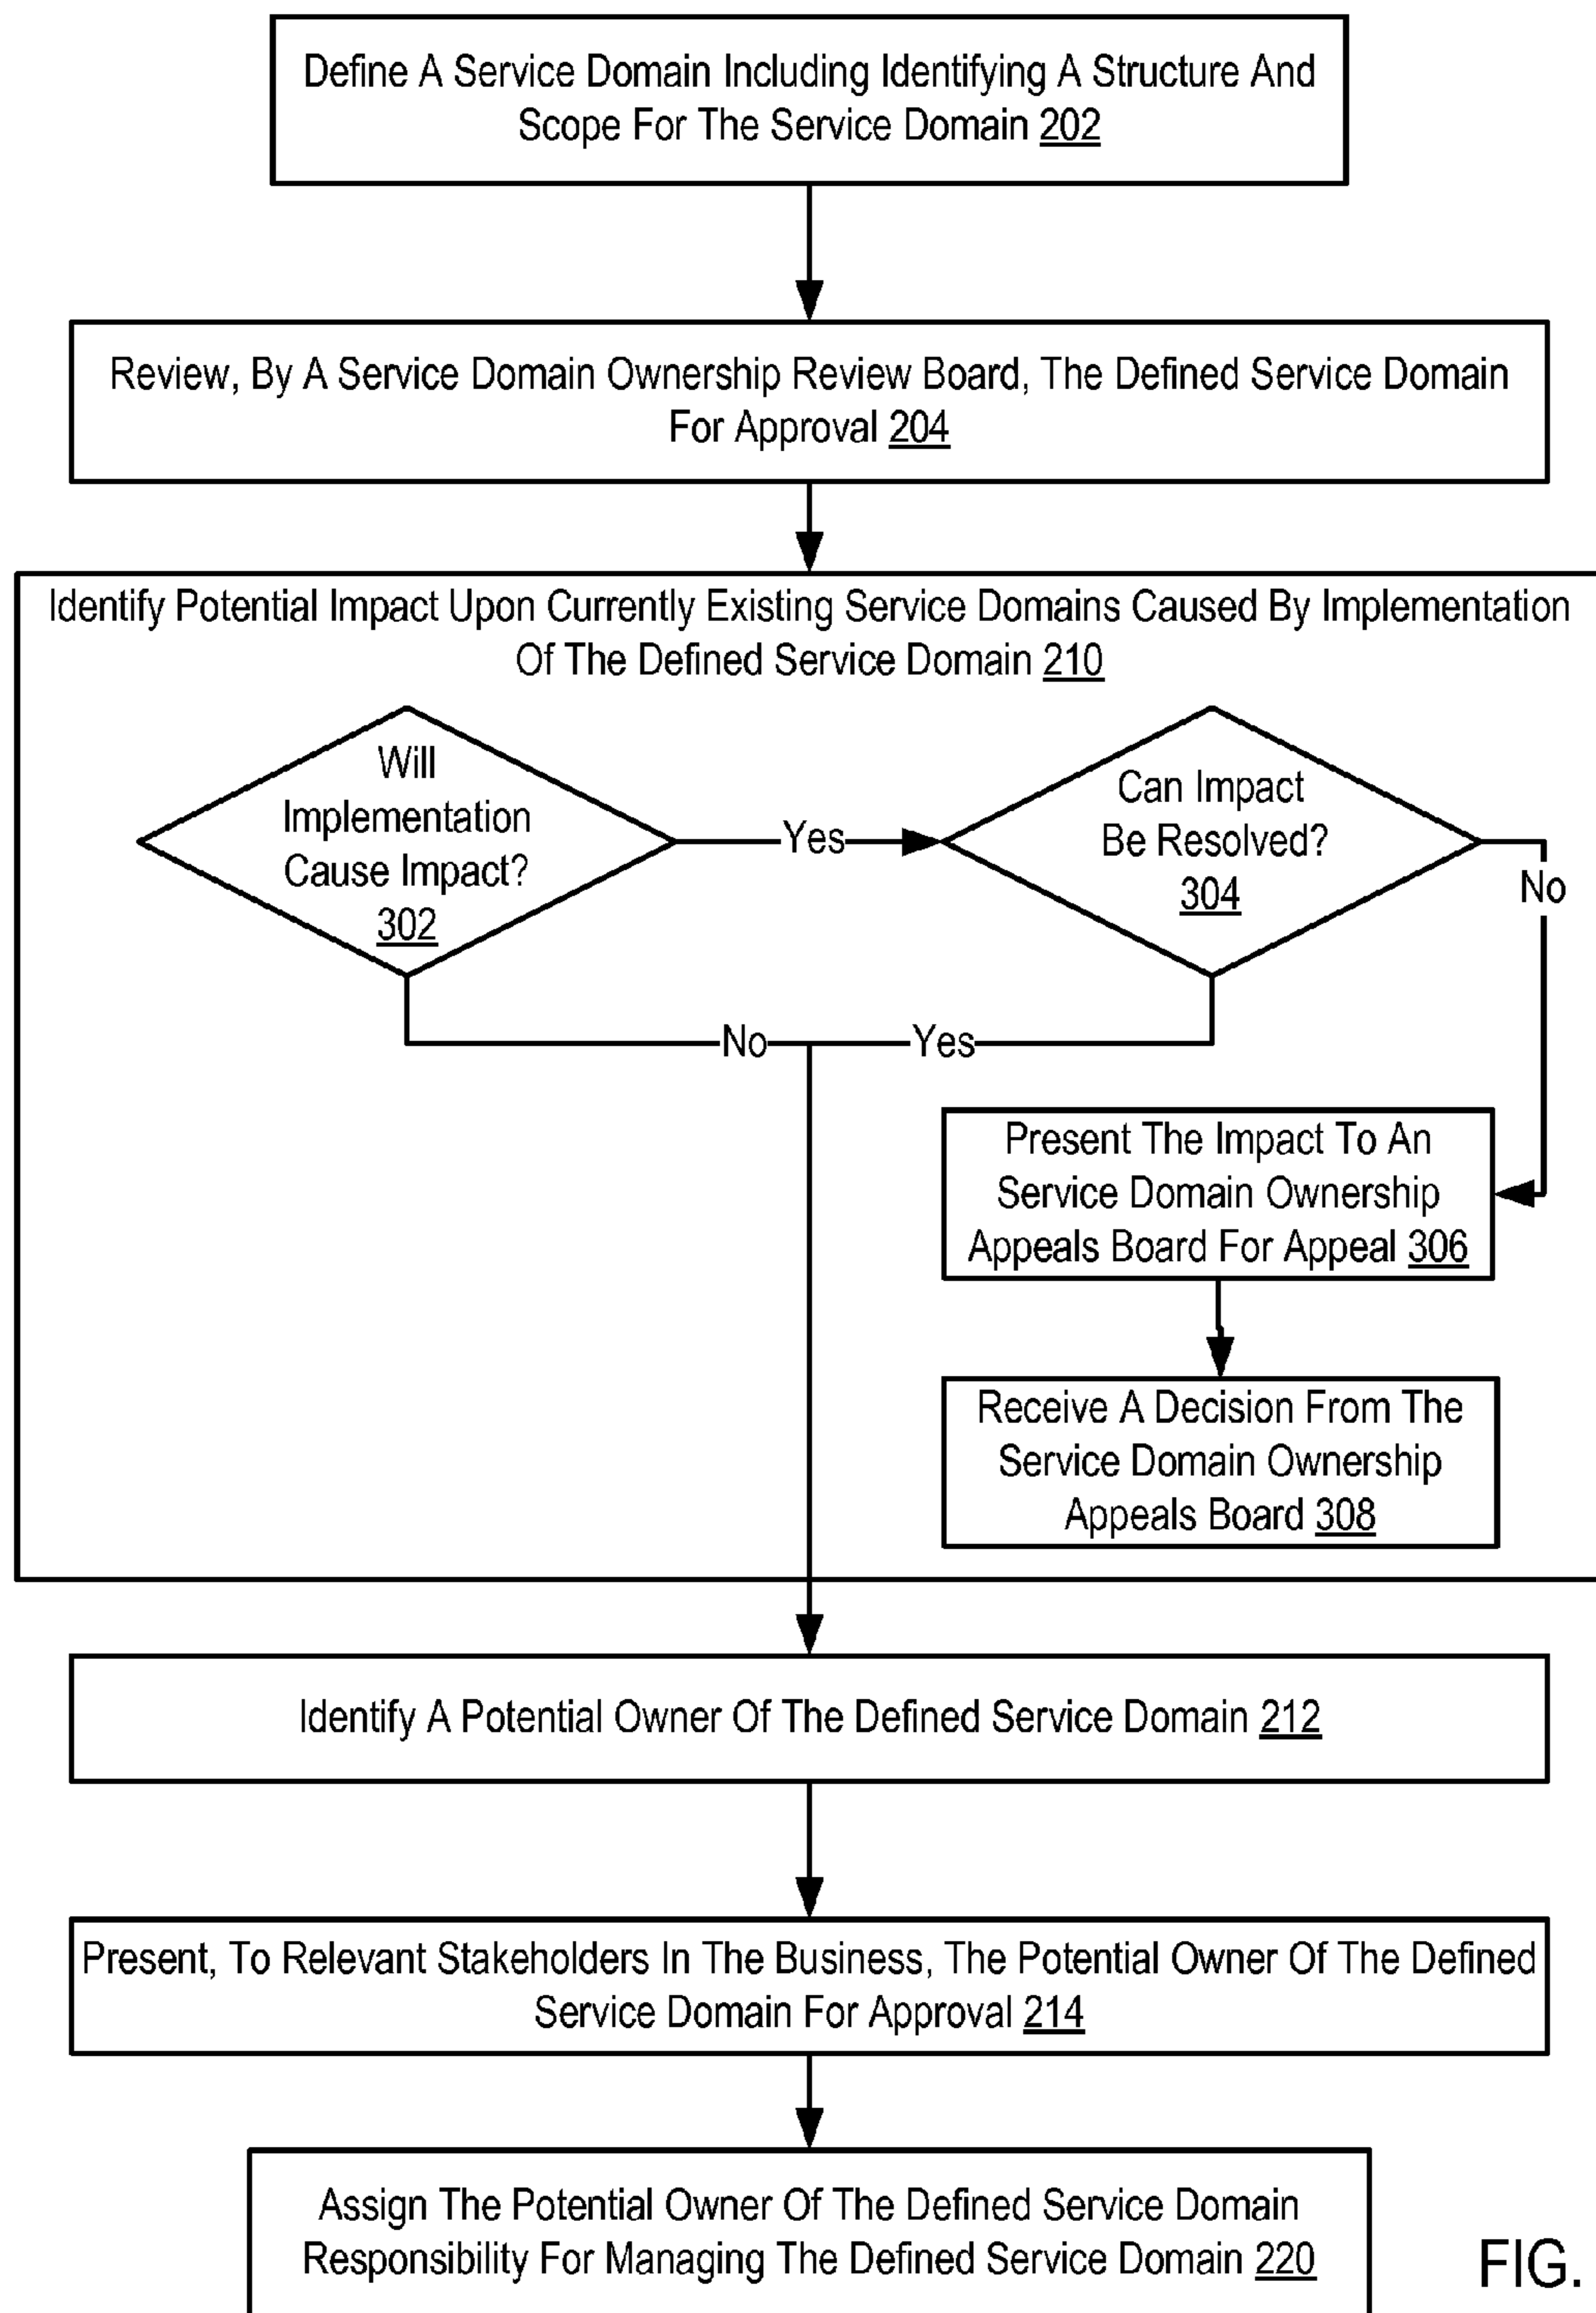 Define A Service Domain Including Identifying A Structure And
Scope For The Service Domain 202
Review, By A Service Domain Ownership Review Board, The Defined Service Domain
For Approval 204
Identify Potential Impact Upon Currently Existing Service Domains Caused By Implementation
Of The Defined Service Domain 210
Will
Implementation
Cause Impact?
302
Yes
Can Impact
Be Resolved?
304
No
No
Yes
Present The Impact To An
Service Domain Ownership
Appeals Board For Appeal 306
Receive A Decision From The
Service Domain Ownership
Appeals Board 308
Identify A Potential Owner Of The Defined Service Domain 212
Present, To Relevant Stakeholders In The Business, The Potential Owner Of The Defined
Service Domain For Approval 214
Assign The Potential Owner Of The Defined Service Domain
Responsibility For Managing The Defined Service Domain 220
FIG.